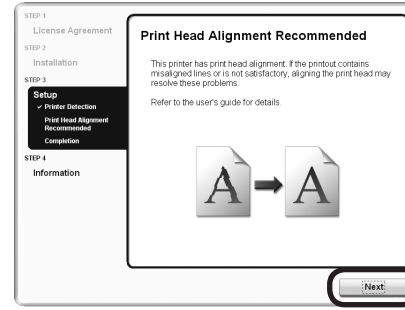 STEP 1
License Agreement
STEP 2
Installation
STEP 3
Setup
✓ Printer Detection
Print Head Alignment
Recommended
Completion
STEP 4
Information
Print Head Alignment Recommended
This printer has print head alignment. If the printout contains
misaligned lines or is not satisfactory, aligning the print head may
resolve these problems.
Refer to the user's guide for details.
A A
Next